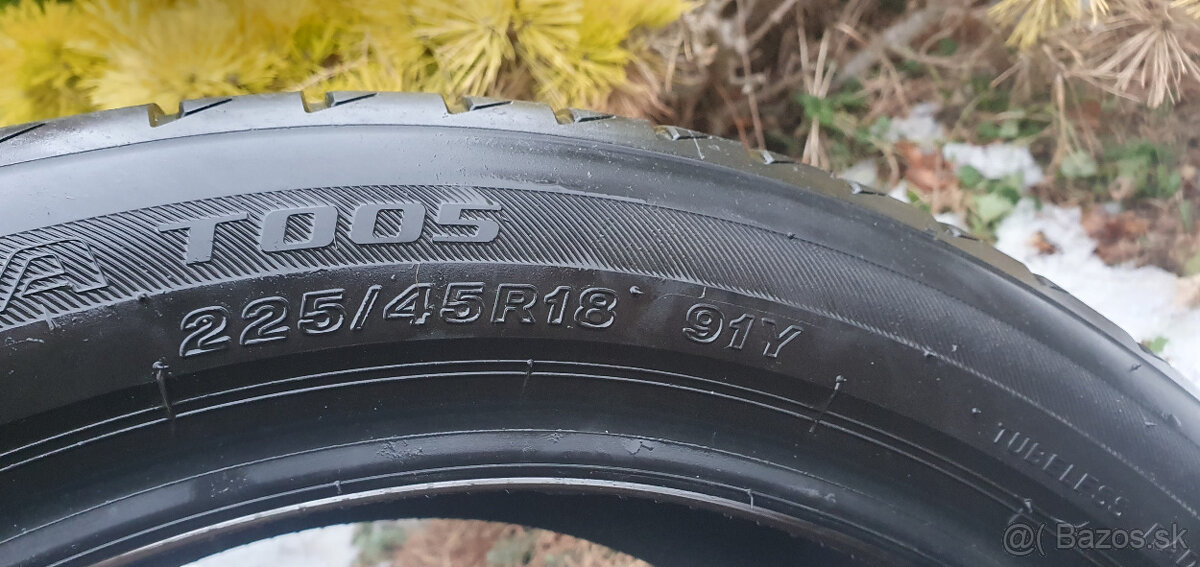 T005
225/45R18 91Y
TUBELESS
@( Bazos.sk